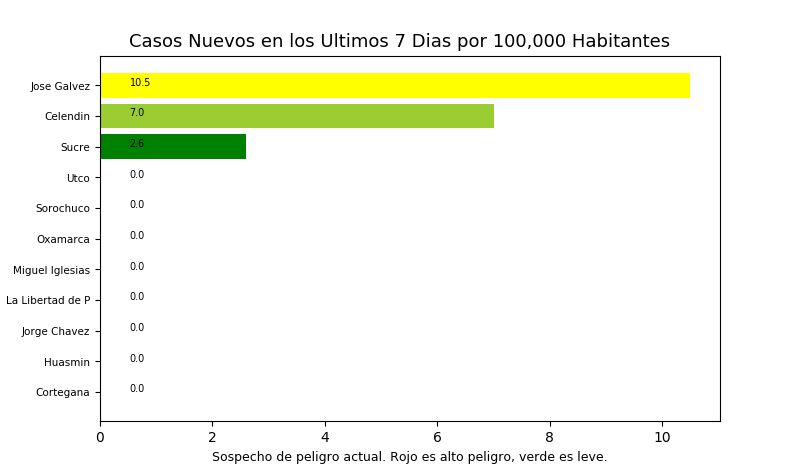 Casos Nuevos en los Ultimos 7 Dias por 100,000 Habitantes
Jose Galvez 10.5
Celendin 7.0
Sucre 2.6
Utco 0.0
Sorochuco 0.0
Oxamarca 0.0
Miguel Iglesias 0.0
La Libertad de P 0.0
Jorge Chavez 0.0
Huasmin 0.0
Cortegana 0.0
0 2 4 6 8 10
Sospecho de peligro actual. Rojo es alto peligro, verde es leve.